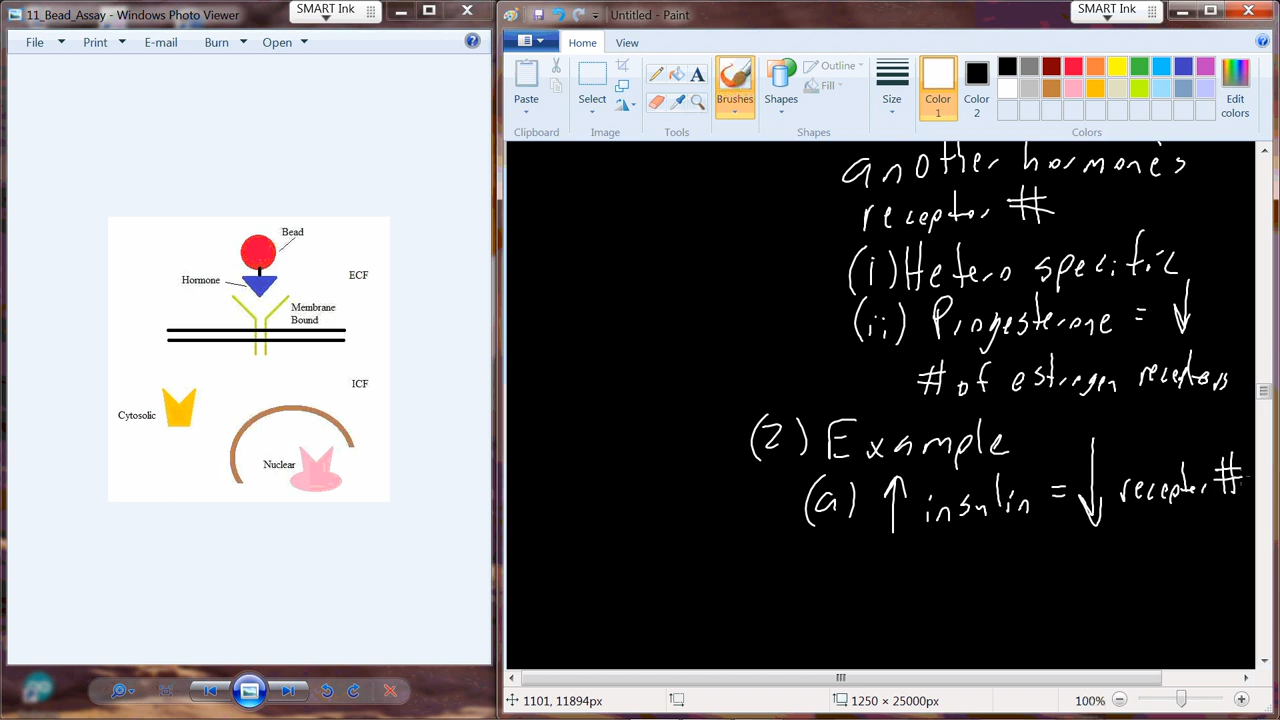 11_Bead_Assay - Windows Photo Viewer
SMART Ink
File Print E-mail Burn Open
Bead
Hormone
ECF
Membrane
Bound
ICF
Cytosolic
Nuclear
Untitled - Paint
SMART Ink
Home View
Paste
Select
Brushes
Shapes
Outline
Fill
Size
Color
1
Color
2
Edit
colors
Clipboard Image Tools Shapes Colors
another hormone's
receptor #
(i) Hetero specific
(ii) Progesterone = ↓
# of estrogen receptors
(2) Example
(a) ↑ insulin = ↓ receptor #
1101, 11894px
1250 × 25000px
100%